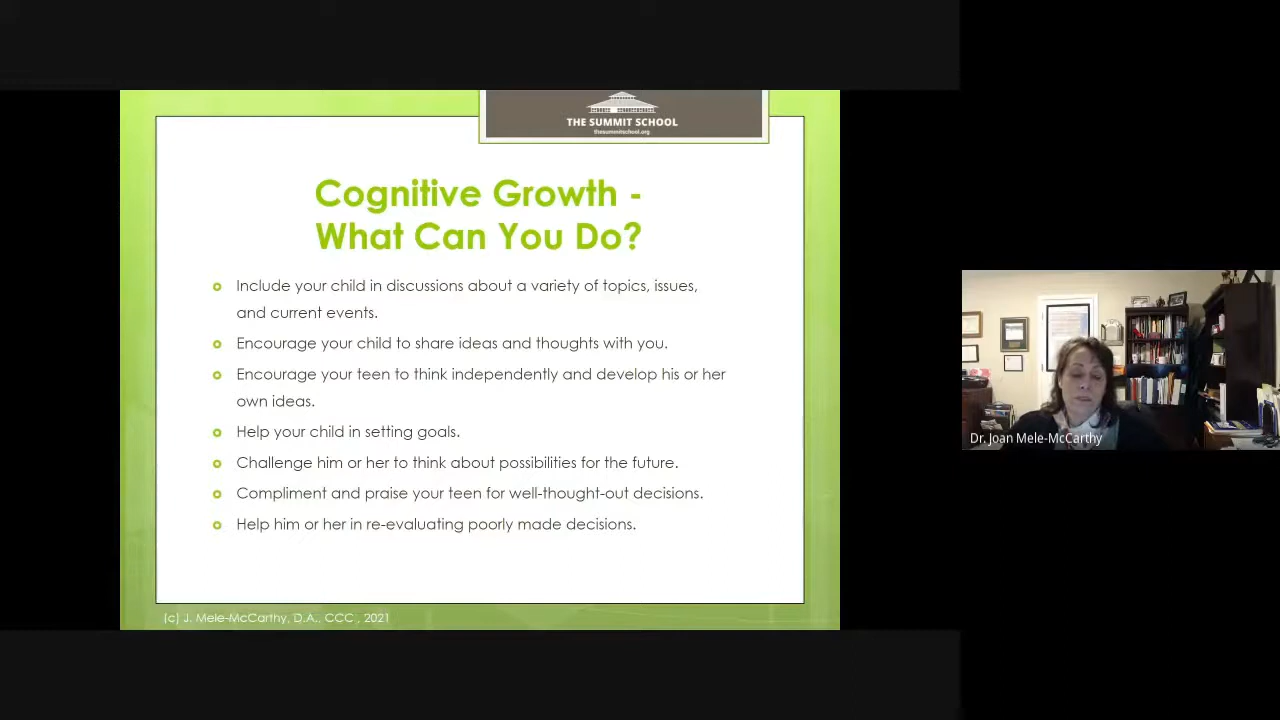 THE SUMMIT SCHOOL
thesummitschool.org
Cognitive Growth -
What Can You Do?
Include your child in discussions about a variety of topics, issues,
and current events.
Encourage your child to share ideas and thoughts with you.
Encourage your teen to think independently and develop his or her
own ideas.
Help your child in setting goals.
Challenge him or her to think about possibilities for the future.
Compliment and praise your teen for well-thought-out decisions.
Help him or her in re-evaluating poorly made decisions.
(c) J. Mele-McCarthy, D.A., CCC , 2021
Dr. Joan Mele-McCarthy